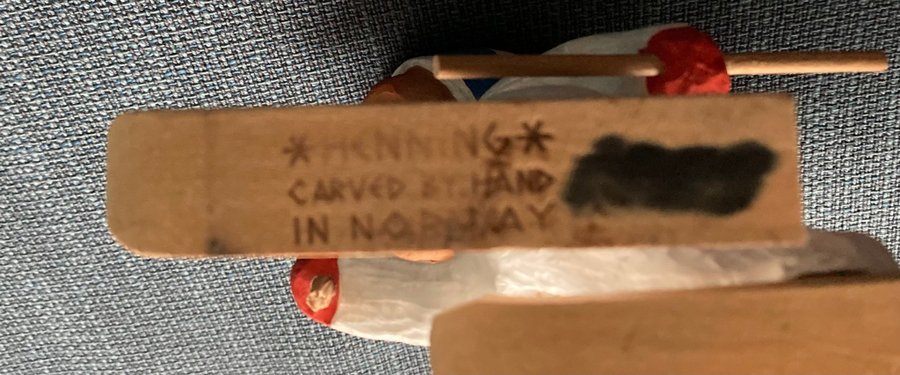 *HENNING*
CARVED BY HAND
IN NORWAY